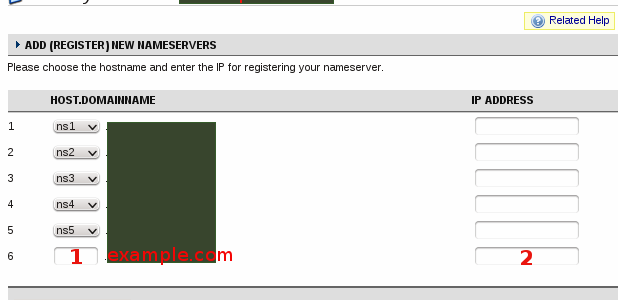 Related Help
ADD (REGISTER) NEW NAMESERVERS
Please choose the hostname and enter the IP for registering your nameserver.
HOST.DOMAINNAME IP ADDRESS
1 ns1 .
2 ns2 .
3 ns3 .
4 ns4 .
5 ns5 .
6 1 .example.com 2